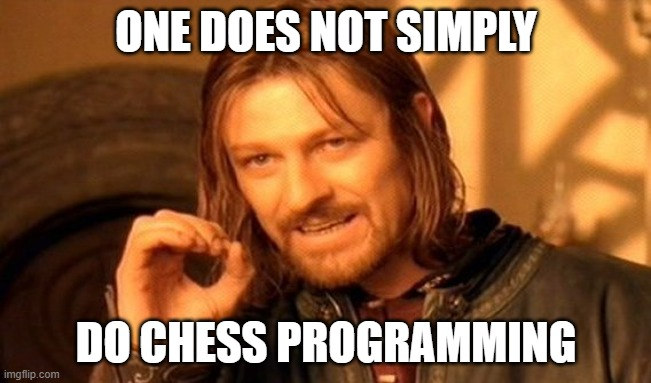 ONE DOES NOT SIMPLY
DO CHESS PROGRAMMING
imgflip.com